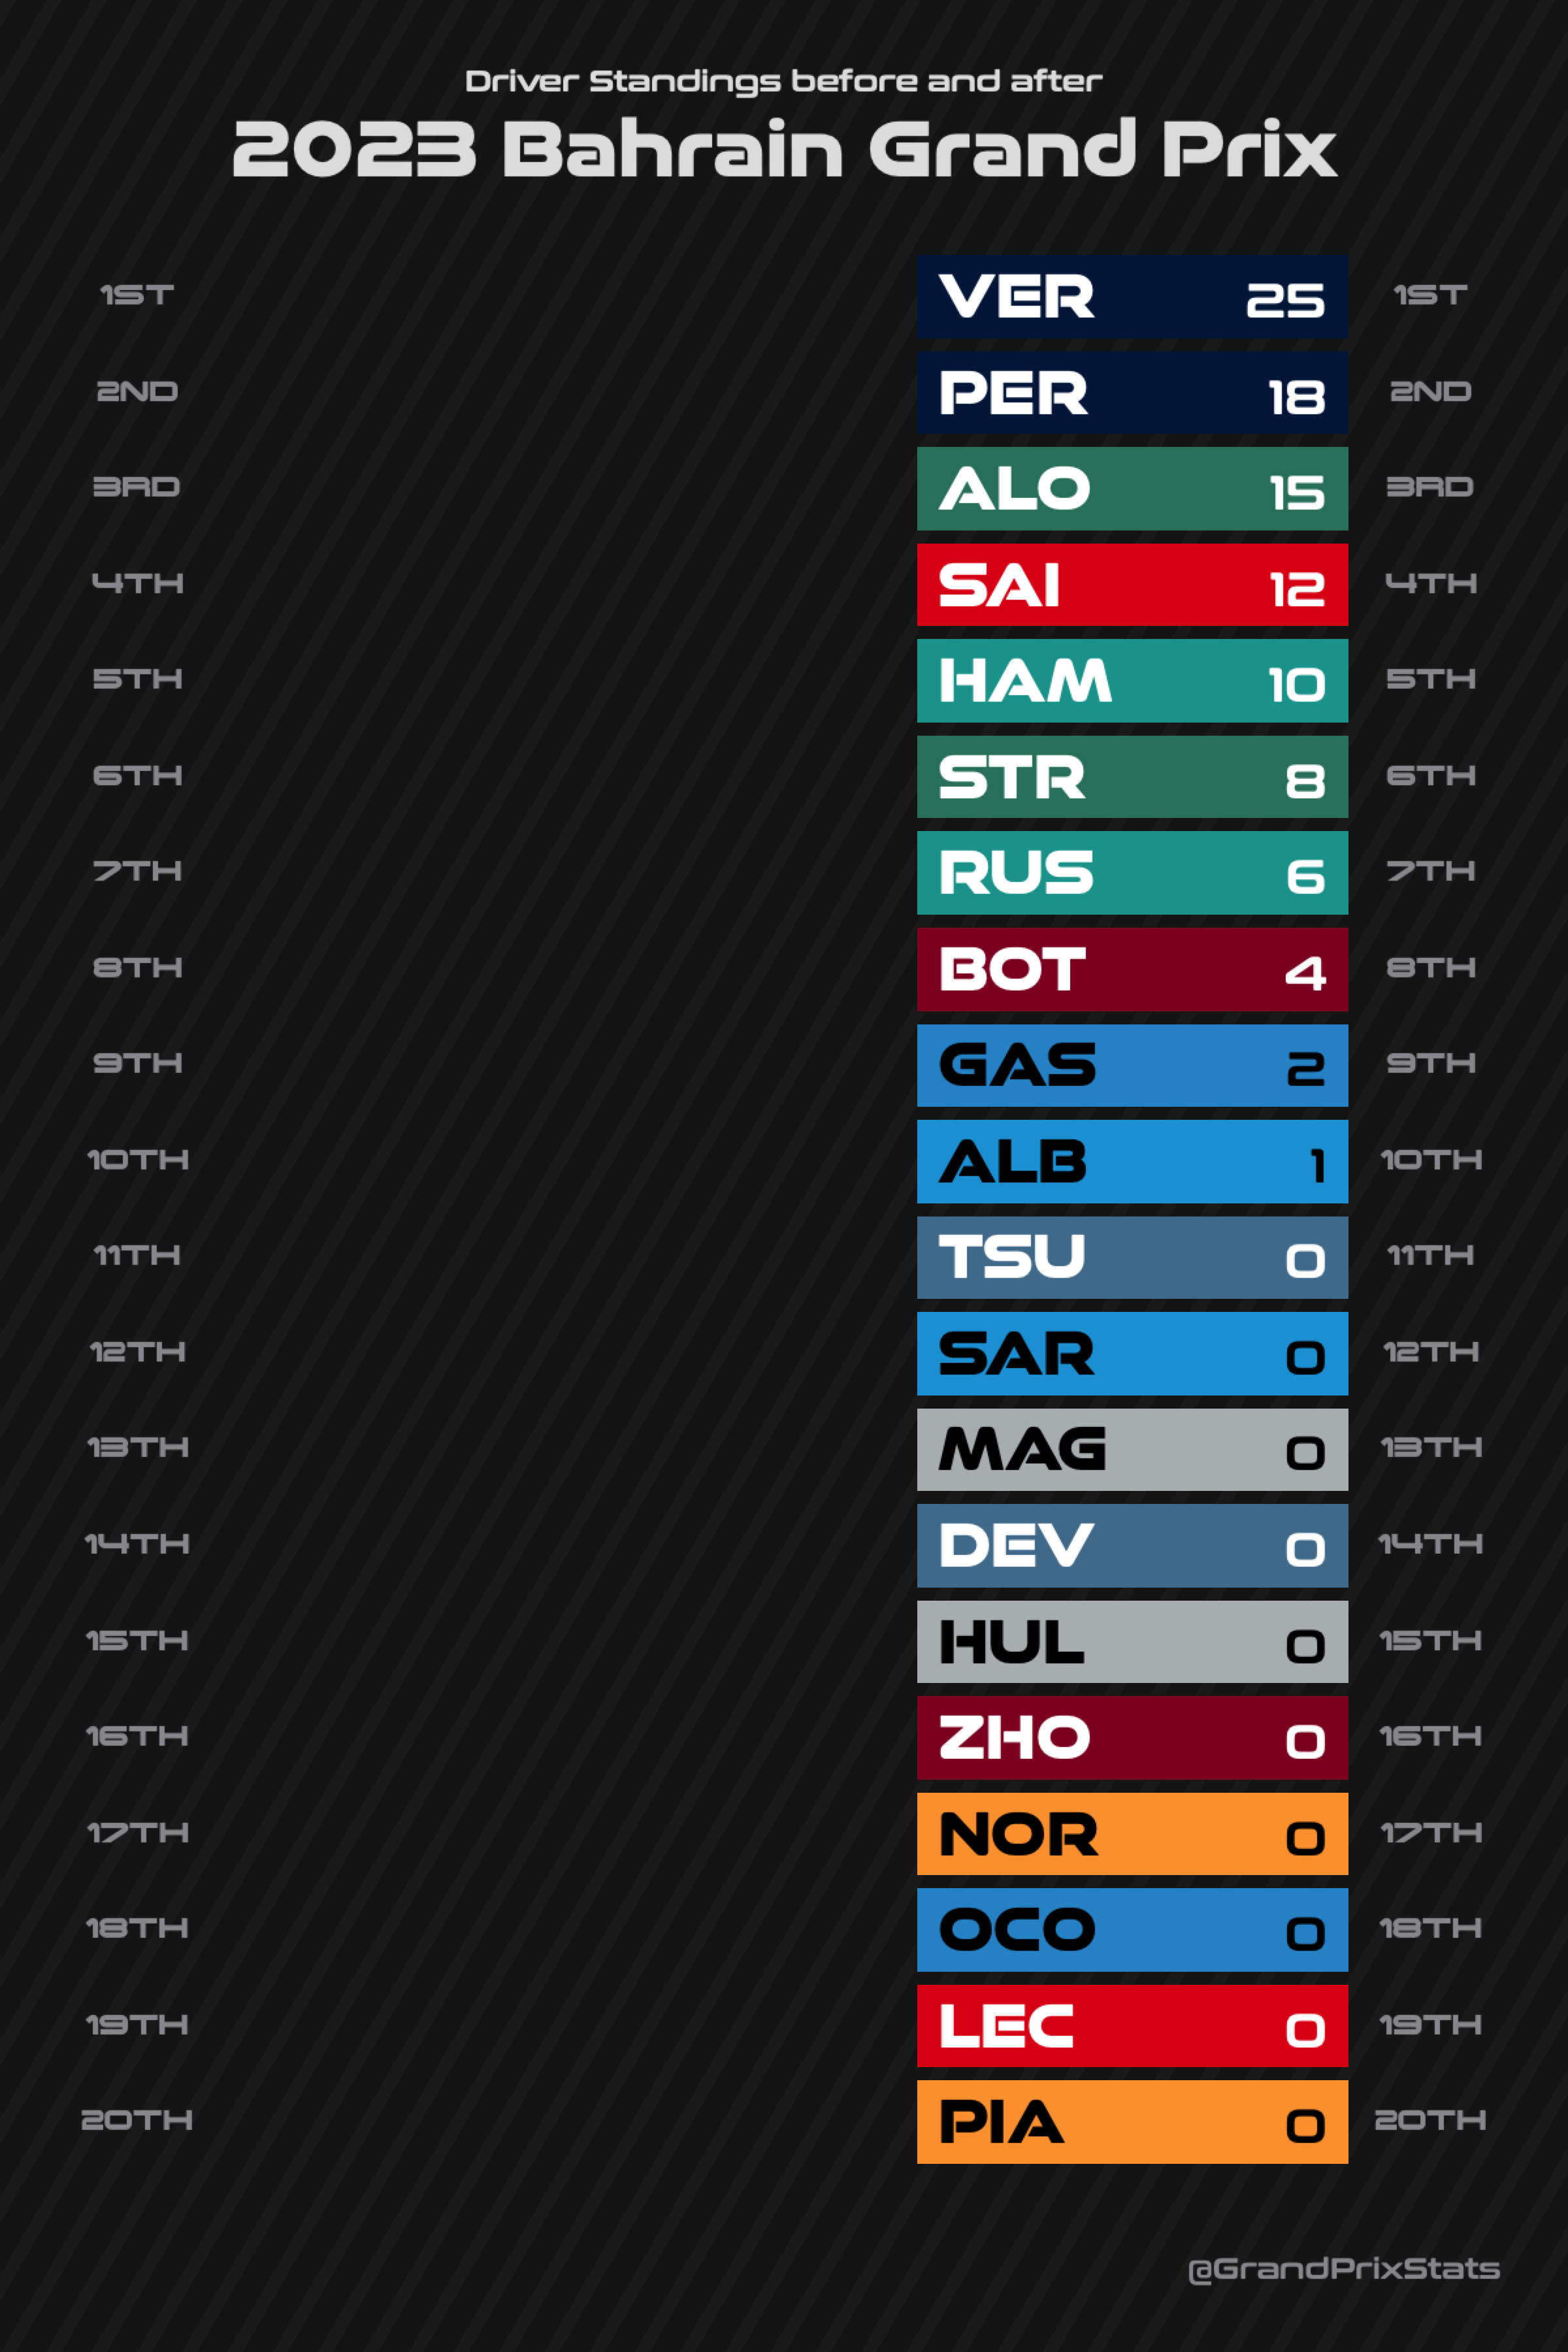 Driver Standings before and after
2023 Bahrain Grand Prix
1ST VER 25 1ST
2ND PER 18 2ND
3RD ALO 15 3RD
4TH SAI 12 4TH
5TH HAM 10 5TH
6TH STR 8 6TH
7TH RUS 6 7TH
8TH BOT 4 8TH
9TH GAS 2 9TH
10TH ALB 1 10TH
11TH TSU 0 11TH
12TH SAR 0 12TH
13TH MAG 0 13TH
14TH DEV 0 14TH
15TH HUL 0 15TH
16TH ZHO 0 16TH
17TH NOR 0 17TH
18TH OCO 0 18TH
19TH LEC 0 19TH
20TH PIA 0 20TH
@GrandPrixStats